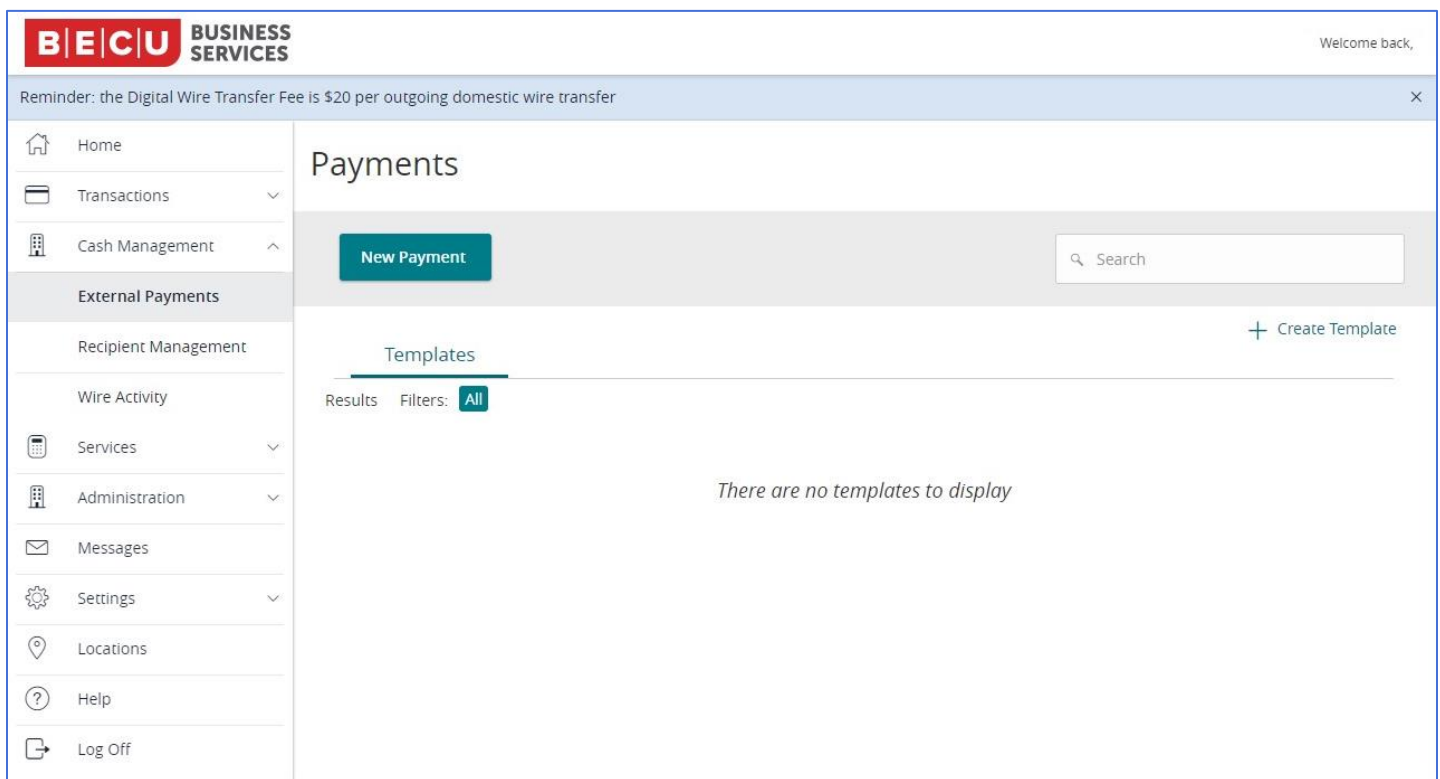 B|E|C|U BUSINESS
SERVICES
Welcome back,
Reminder: the Digital Wire Transfer Fee is $20 per outgoing domestic wire transfer
Home
Transactions
Cash Management
External Payments
Recipient Management
Wire Activity
Services
Administration
Messages
Settings
Locations
Help
Log Off
Payments
New Payment
Search
+ Create Template
Templates
Results Filters: All
There are no templates to display